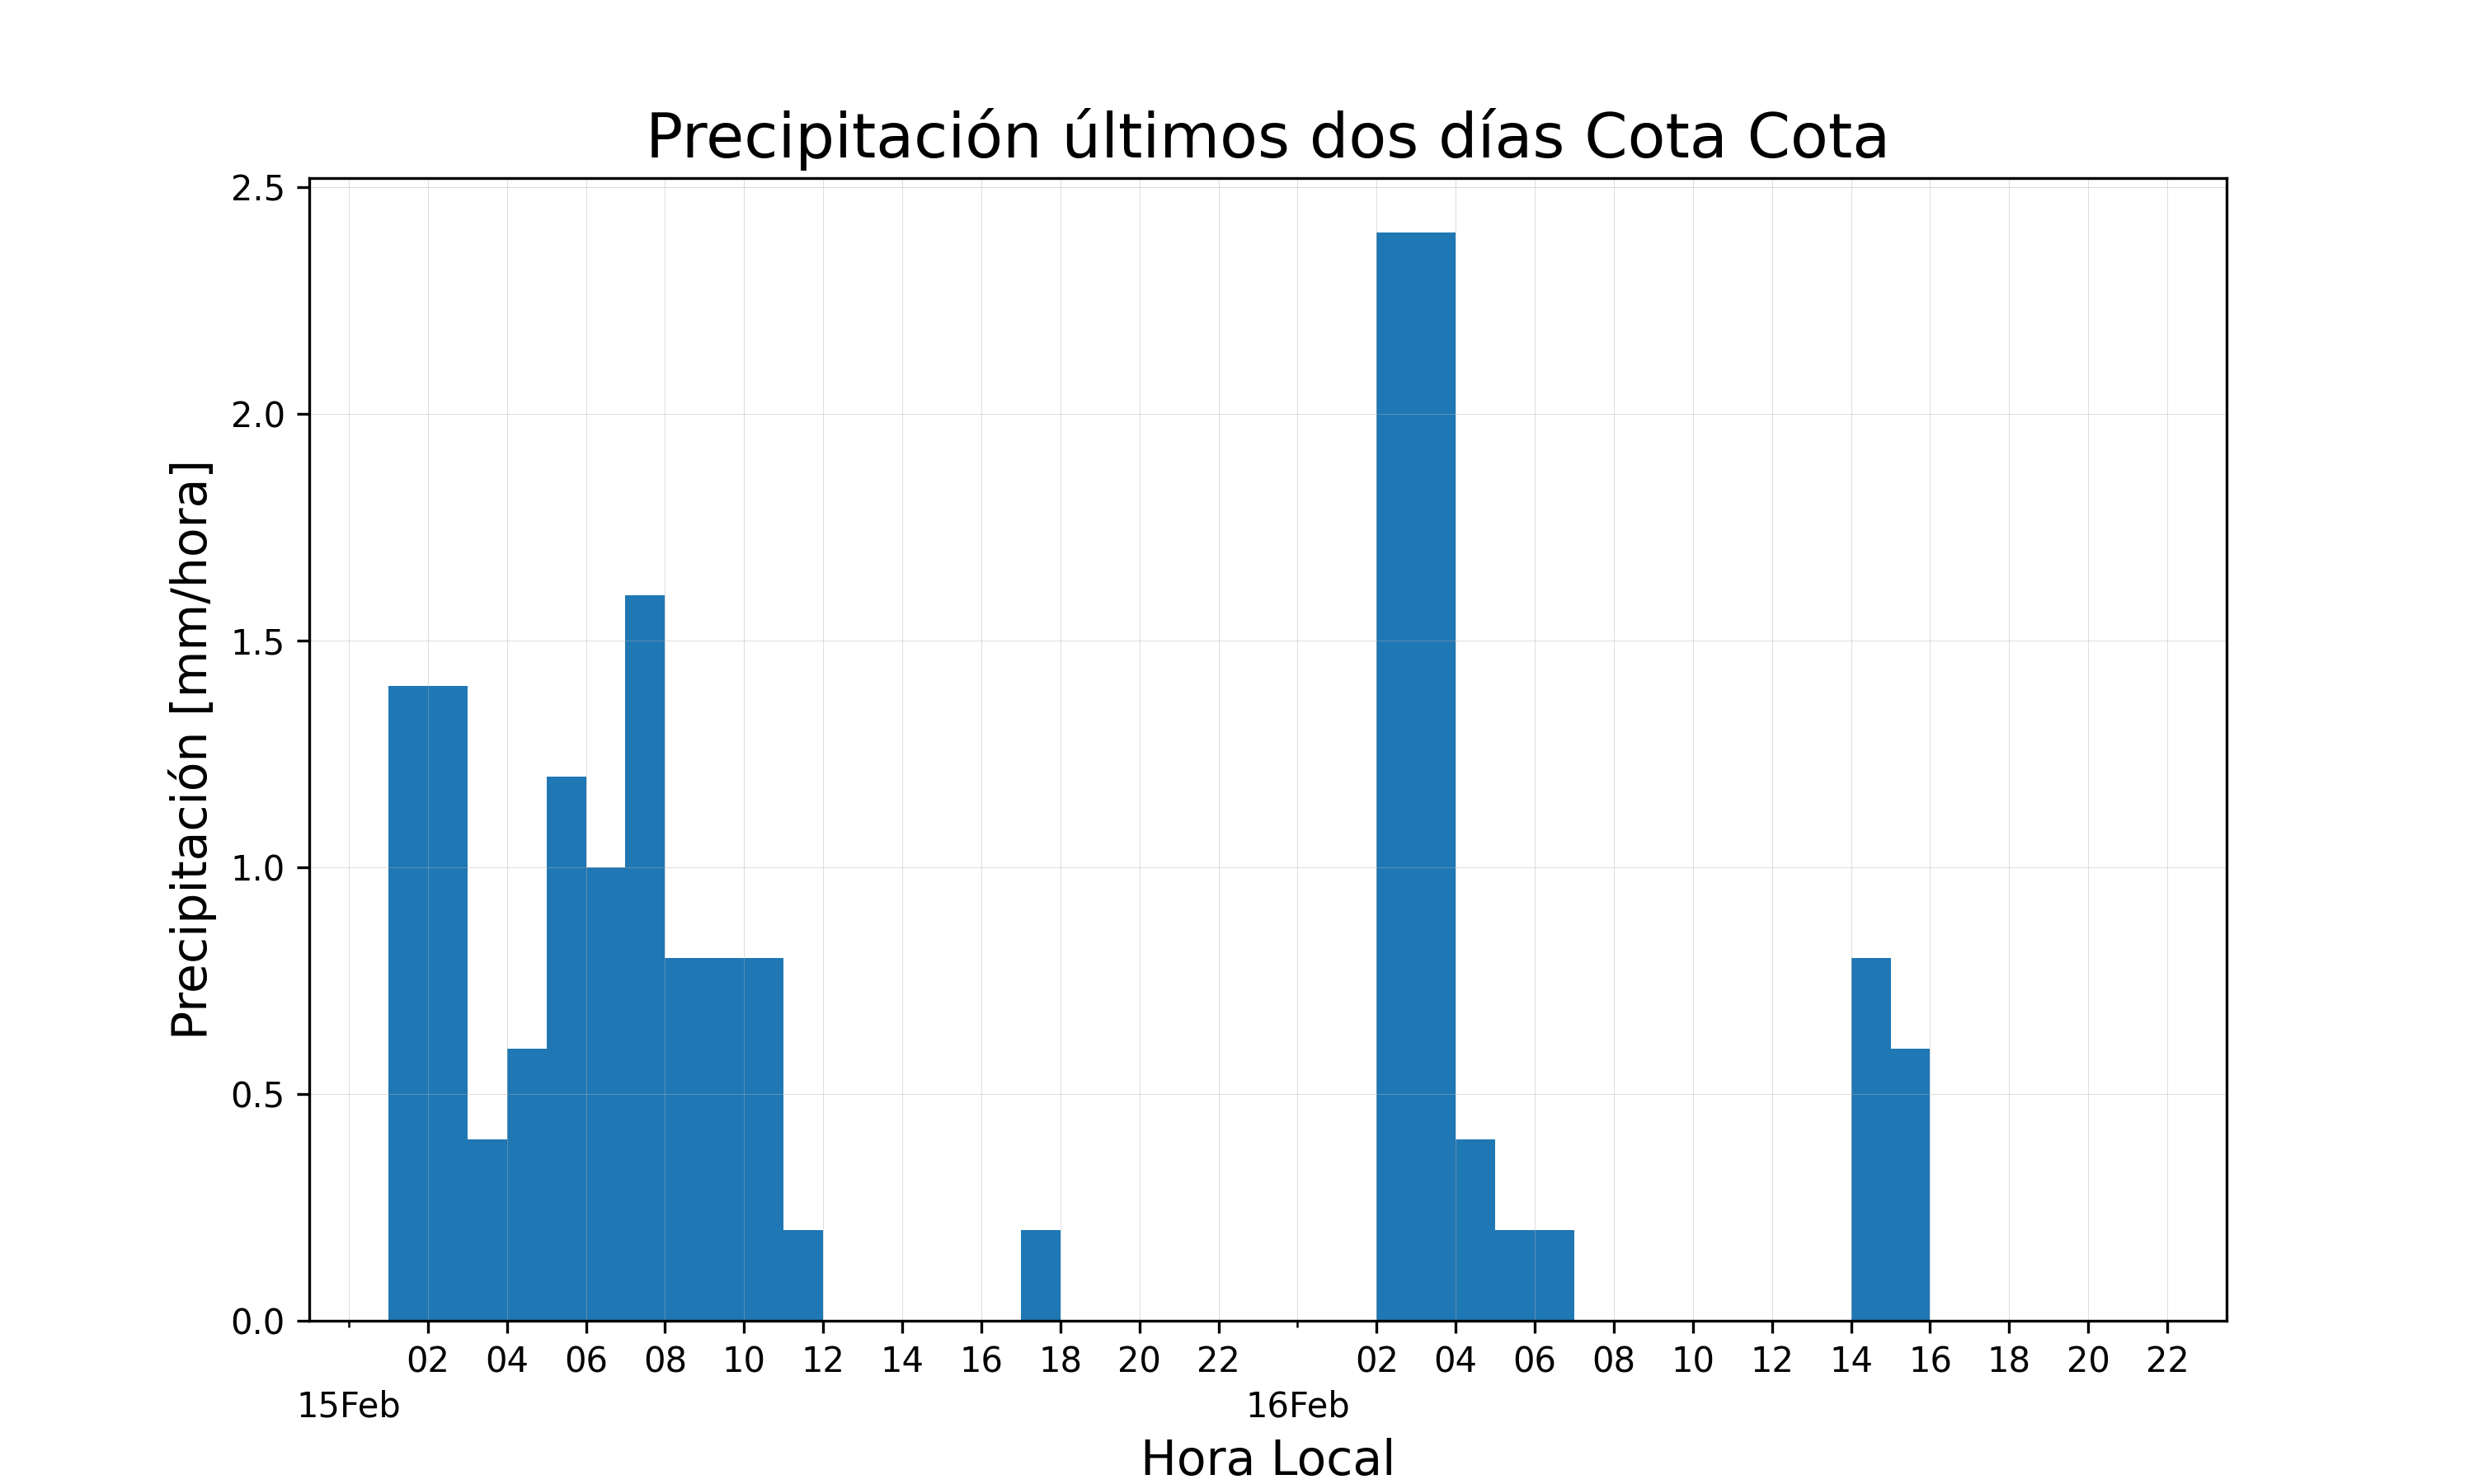 Precipitación últimos dos días Cota Cota
Precipitación [mm/hora]
2.5
2.0
1.5
1.0
0.5
0.0
02 04 06 08 10 12 14 16 18 20 22 02 04 06 08 10 12 14 16 18 20 22
15Feb 16Feb
Hora Local